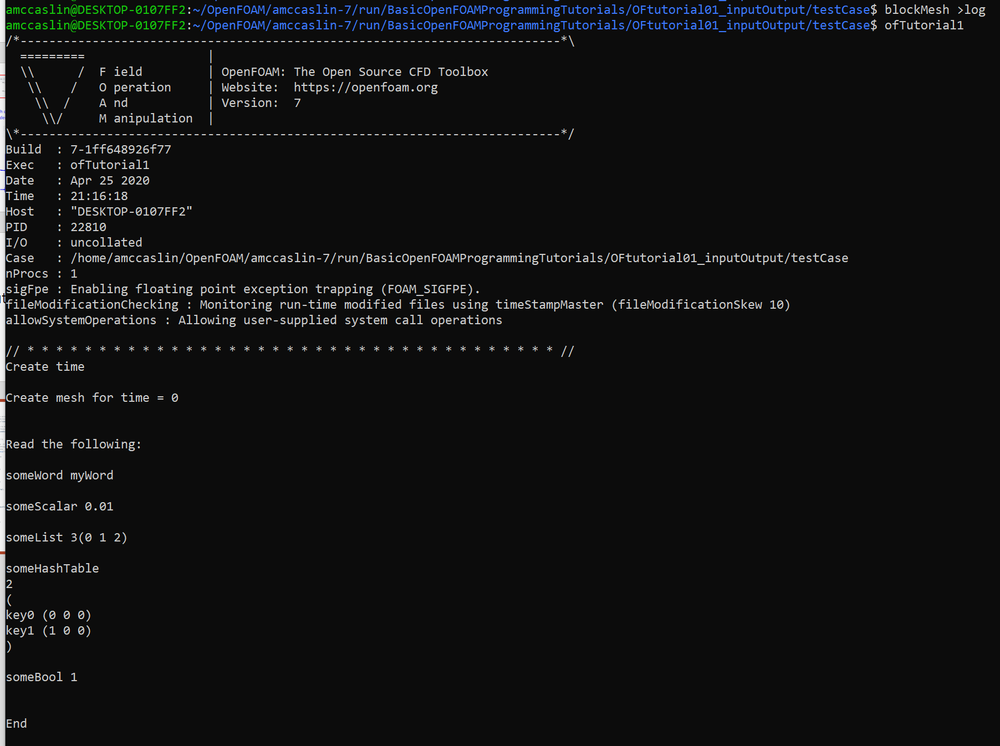 amccaslin@DESKTOP-0107FF2:~/OpenFOAM/amccaslin-7/run/BasicOpenFOAMProgrammingTutorials/OFtutorial01_inputOutput/testCase$ blockMesh >log
amccaslin@DESKTOP-0107FF2:~/OpenFOAM/amccaslin-7/run/BasicOpenFOAMProgrammingTutorials/OFtutorial01_inputOutput/testCase$ ofTutorial1
/*---------------------------------------------------------------------------*\
  =========                 |
  \\      /  F ield         | OpenFOAM: The Open Source CFD Toolbox
   \\    /   O peration     | Website:  https://openfoam.org
    \\  /    A nd           | Version:  7
     \\/     M anipulation  |
\*---------------------------------------------------------------------------*/
Build  : 7-1ff648926f77
Exec   : ofTutorial1
Date   : Apr 25 2020
Time   : 21:16:18
Host   : "DESKTOP-0107FF2"
PID    : 22810
I/O    : uncollated
Case   : /home/amccaslin/OpenFOAM/amccaslin-7/run/BasicOpenFOAMProgrammingTutorials/OFtutorial01_inputOutput/testCase
nProcs : 1
sigFpe : Enabling floating point exception trapping (FOAM_SIGFPE).
fileModificationChecking : Monitoring run-time modified files using timeStampMaster (fileModificationSkew 10)
allowSystemOperations : Allowing user-supplied system call operations

// * * * * * * * * * * * * * * * * * * * * * * * * * * * * * * * * * * * * * //
Create time

Create mesh for time = 0


Read the following:

someWord myWord

someScalar 0.01

someList 3(0 1 2)

someHashTable
2
(
key0 (0 0 0)
key1 (1 0 0)
)

someBool 1


End